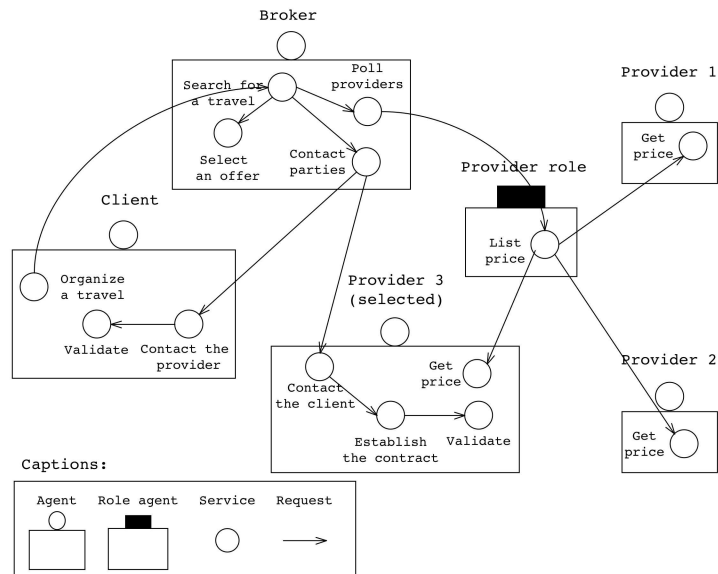 Broker
Search for
a travel
Poll
providers
Select
an offer
Contact
parties
Provider 1
Get
price
Provider role
List
price
Client
Organize
a travel
Validate
Contact the
provider
Provider 3
(selected)
Get
price
Contact
the client
Establish
the contract
Validate
Provider 2
Get
price
Captions:
Agent
Role agent
Service
Request